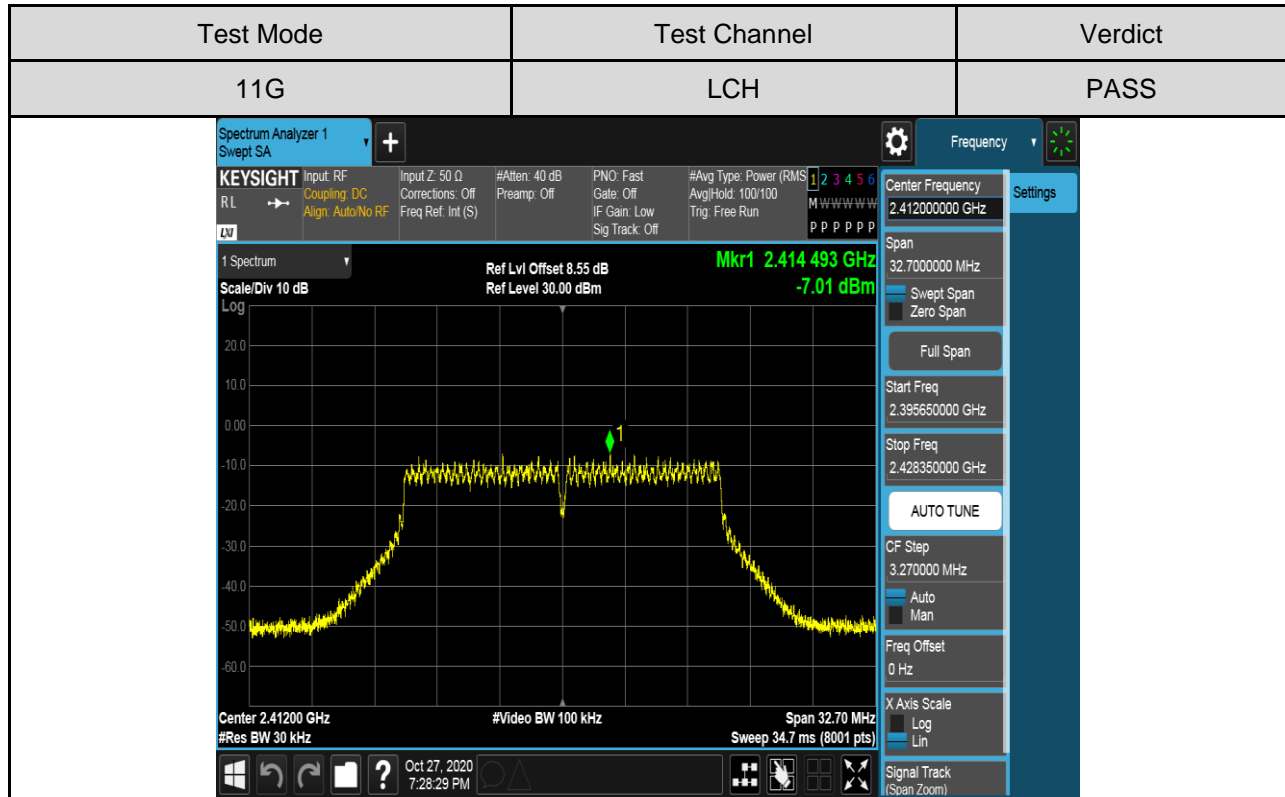 Test Mode Test Channel Verdict
11G LCH PASS
Spectrum Analyzer 1
Swept SA
+
Frequency
Settings
KEYSIGHT
RL
LXI
Input: RF
Coupling: DC
Align: Auto/No RF
Input Z: 50 Ω
Corrections: Off
Freq Ref: Int (S)
#Atten: 40 dB
Preamp: Off
PNO: Fast
Gate: Off
IF Gain: Low
Sig Track: Off
#Avg Type: Power (RMS
Avg|Hold: 100/100
Trig: Free Run
1 2 3 4 5 6
M W W W W W
P P P P P P
1 Spectrum
Scale/Div 10 dB
Log
Ref Lvl Offset 8.55 dB
Ref Level 30.00 dBm
Mkr1 2.414 493 GHz
-7.01 dBm
20.0
10.0
0.00
-10.0
-20.0
-30.0
-40.0
-50.0
-60.0
1
Center 2.41200 GHz
#Res BW 30 kHz
#Video BW 100 kHz
Span 32.70 MHz
Sweep 34.7 ms (8001 pts)
Center Frequency
2.412000000 GHz
Span
32.7000000 MHz
Swept Span
Zero Span
Full Span
Start Freq
2.395650000 GHz
Stop Freq
2.428350000 GHz
AUTO TUNE
CF Step
3.270000 MHz
Auto
Man
Freq Offset
0 Hz
X Axis Scale
Log
Lin
Signal Track
(Span Zoom)
?
Oct 27, 2020
7:28:29 PM